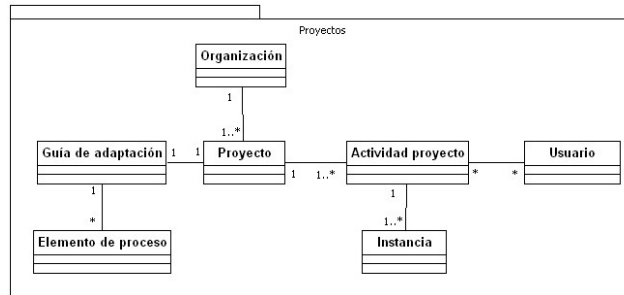 Proyectos
Organización
1
1..*
Guía de adaptación
1
1
Proyecto
1
1..*
Actividad proyecto
*
*
Usuario
1
*
1
1..*
Elemento de proceso
Instancia